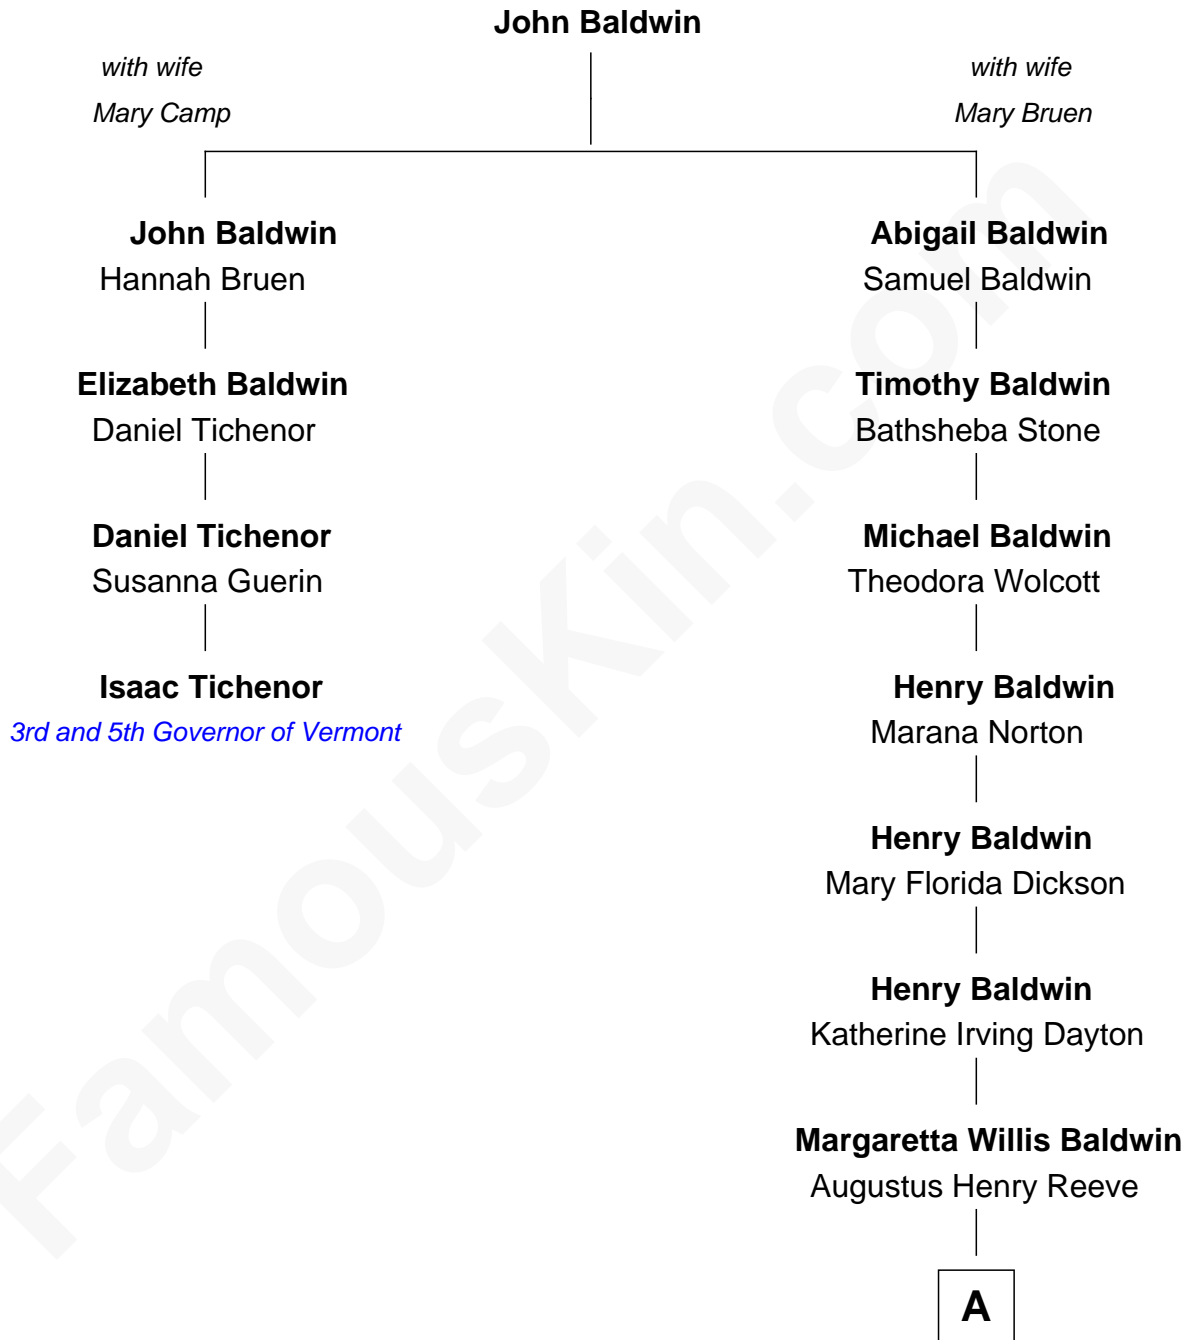 John Baldwin
with wife
Mary Camp
with wife
Mary Bruen
John Baldwin
Hannah Bruen
Abigail Baldwin
Samuel Baldwin
Elizabeth Baldwin
Daniel Tichenor
Timothy Baldwin
Bathsheba Stone
Daniel Tichenor
Susanna Guerin
Michael Baldwin
Theodora Wolcott
Isaac Tichenor
3rd and 5th Governor of Vermont
Henry Baldwin
Marana Norton
Henry Baldwin
Mary Florida Dickson
Henry Baldwin
Katherine Irving Dayton
Margaretta Willis Baldwin
Augustus Henry Reeve
A
FamousKin.com